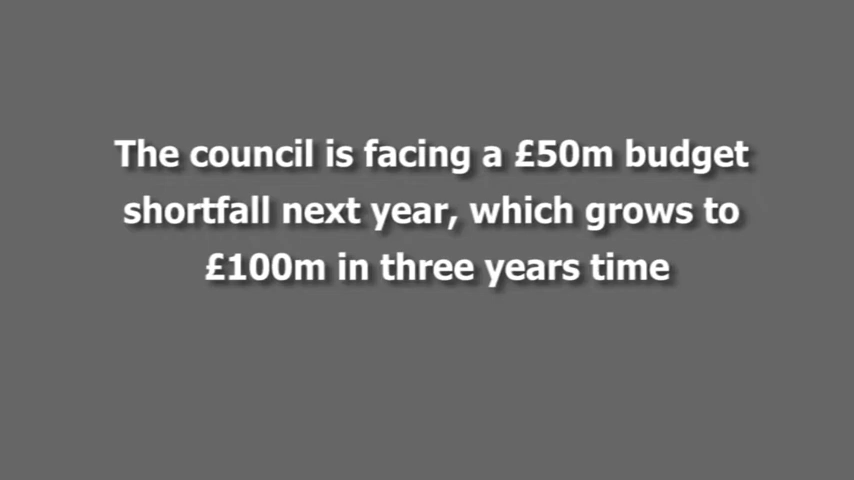 The council is facing a £50m budget
shortfall next year, which grows to
£100m in three years time